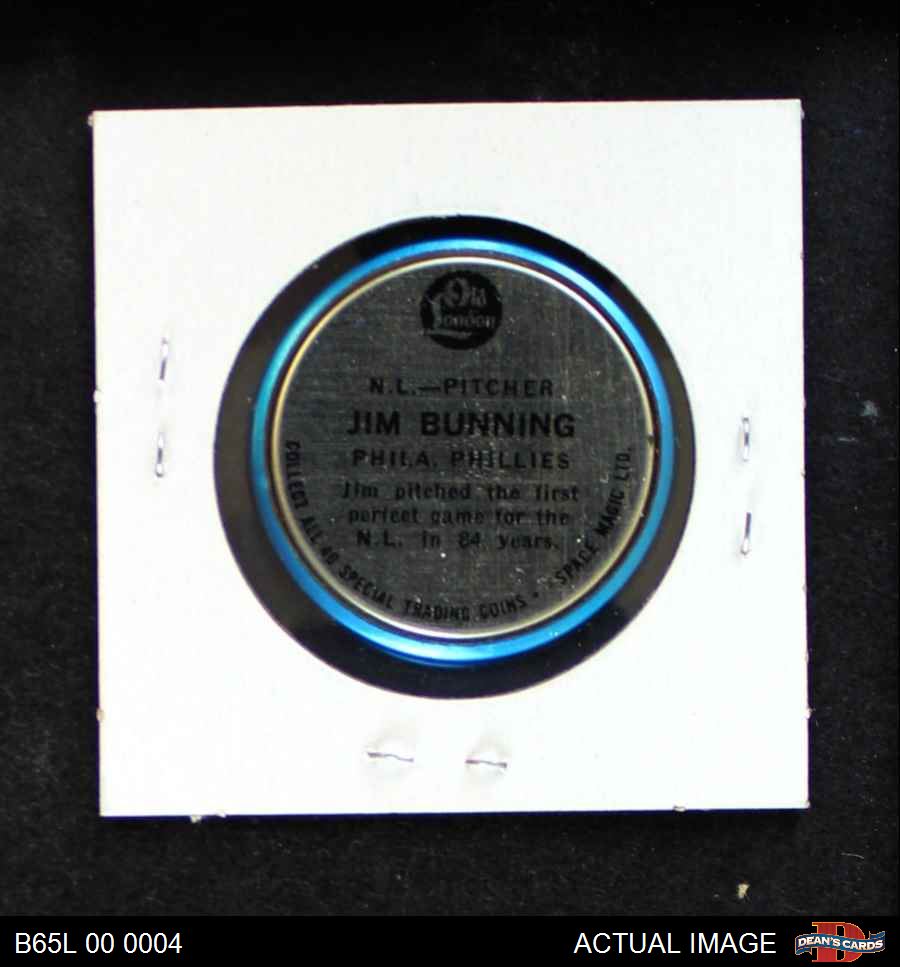 Old
London
N.L.—PITCHER
JIM BUNNING
PHILA. PHILLIES
Jim pitched the first
perfect game for the
N.L. in 84 years.
COLLECT ALL 40 SPECIAL TRADING COINS • SPACE MAGIC LTD.
B65L 00 0004
ACTUAL IMAGE
DEAN'S CARDS